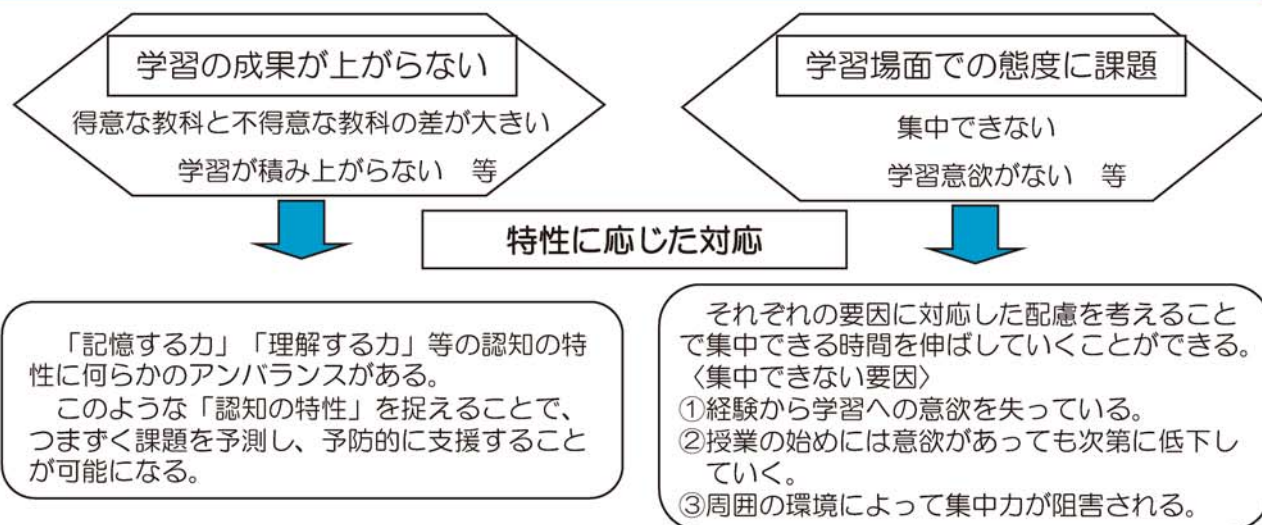 学習の成果が上がらない
得意な教科と不得意な教科の差が大きい
学習が積み上がらない　等
学習場面での態度に課題
集中できない
学習意欲がない　等
特性に応じた対応
「記憶する力」「理解する力」等の認知の特
性に何らかのアンバランスがある。
このような「認知の特性」を捉えることで、
つまずく課題を予測し、予防的に支援すること
が可能になる。
それぞれの要因に対応した配慮を考えること
で集中できる時間を伸ばしていくことができる。
〈集中できない要因〉
①経験から学習への意欲を失っている。
②授業の始めには意欲があっても次第に低下し
ていく。
③周囲の環境によって集中力が阻害される。